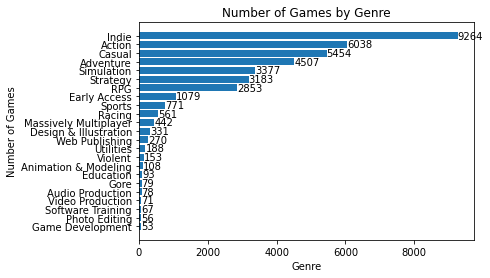 Number of Games by Genre
Number of Games
Indie 9264
Action 6038
Casual 5454
Adventure 4507
Simulation 3377
Strategy 3183
RPG 2853
Early Access 1079
Sports 771
Racing 561
Massively Multiplayer 442
Design & Illustration 331
Web Publishing 270
Utilities 188
Violent 153
Animation & Modeling 108
Education 93
Gore 79
Audio Production 78
Video Production 71
Software Training 67
Photo Editing 56
Game Development 53
0 2000 4000 6000 8000
Genre